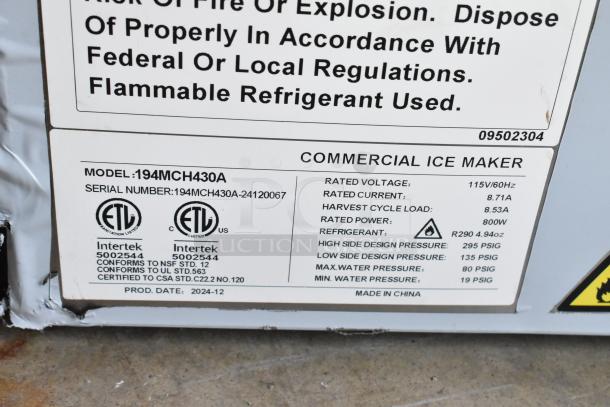 Risk Of Fire Or Explosion. Dispose
Of Properly In Accordance With
Federal Or Local Regulations.
Flammable Refrigerant Used.
09502304
COMMERCIAL ICE MAKER
MODEL:194MCH430A
SERIAL NUMBER:194MCH430A-24120067
ETL
C ETL US
Intertek
5002544
Intertek
5002544
CONFORMS TO NSF STD. 12
CONFORMS TO UL STD.563
CERTIFIED TO CSA STD.C22.2 NO.120
PROD. DATE: 2024-12
RATED VOLTAGE: 115V/60Hz
RATED CURRENT: 8.71A
HARVEST CYCLE LOAD: 8.53A
RATED POWER: 800W
REFRIGERANT: R290 4.94oz
HIGH SIDE DESIGN PRESSURE: 295 PSIG
LOW SIDE DESIGN PRESSURE: 135 PSIG
MAX.WATER PRESSURE: 80 PSIG
MIN. WATER PRESSURE: 19 PSIG
MADE IN CHINA